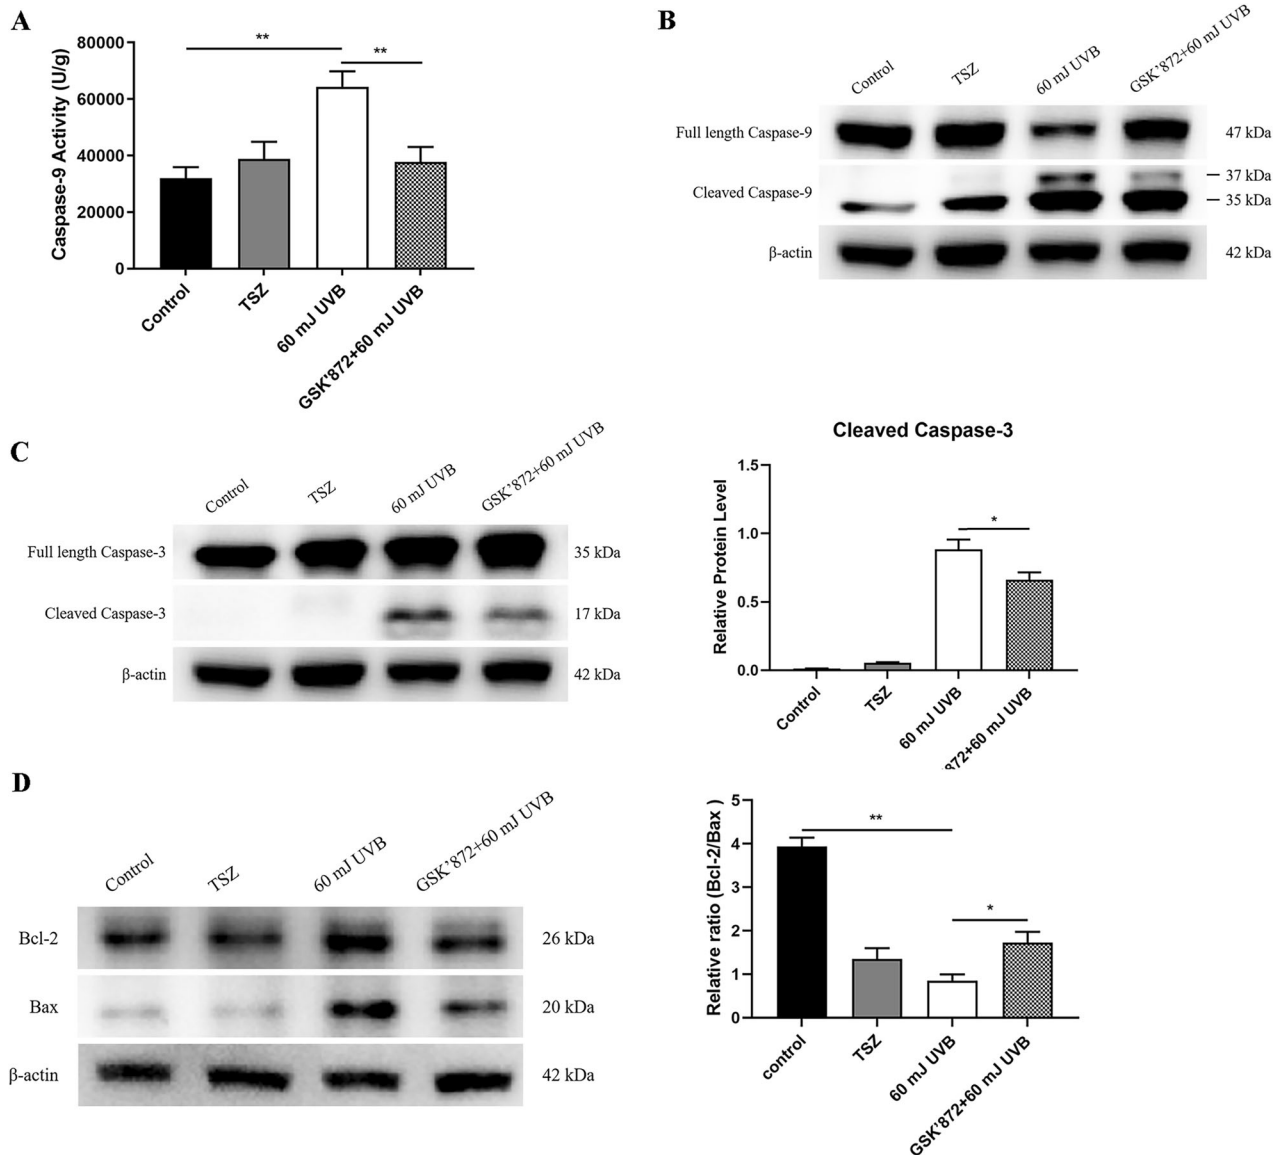 A
Caspase-9 Activity (U/g)
80000
60000
40000
20000
0
**
**
Control
TSZ
60 mJ UVB
GSK'872+60 mJ UVB
B
Control
TSZ
60 mJ UVB
GSK'872+60 mJ UVB
Full length Caspase-9
47 kDa
37 kDa
Cleaved Caspase-9
35 kDa
β-actin
42 kDa
C
Control
TSZ
60 mJ UVB
GSK'872+60 mJ UVB
Full length Caspase-3
35 kDa
Cleaved Caspase-3
17 kDa
β-actin
42 kDa
Cleaved Caspase-3
Relative Protein Level
1.5
1.0
0.5
0.0
*
Control
TSZ
60 mJ UVB
872+60 mJ UVB
D
Control
TSZ
60 mJ UVB
GSK'872+60 mJ UVB
Bcl-2
26 kDa
Bax
20 kDa
β-actin
42 kDa
Relative ratio (Bcl-2/Bax )
5
4
3
2
1
0
**
*
control
TSZ
60 mJ UVB
GSK'872+60 mJ UVB